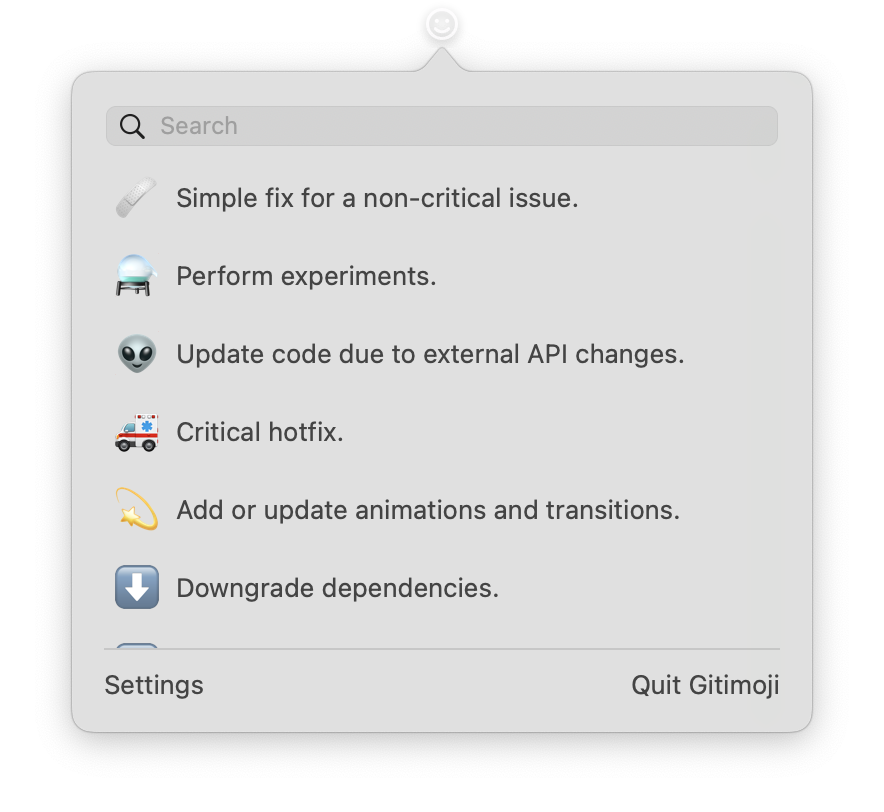 Search
Simple fix for a non-critical issue.
Perform experiments.
Update code due to external API changes.
Critical hotfix.
Add or update animations and transitions.
Downgrade dependencies.
Settings
Quit Gitimoji